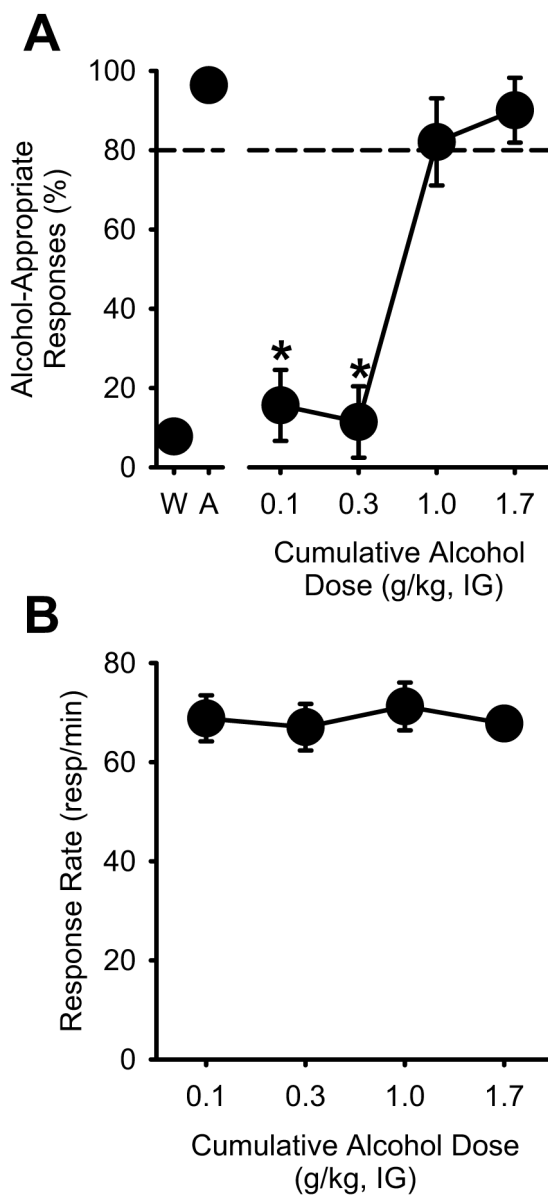 A
Alcohol-Appropriate
Responses (%)
100
80
60
40
20
0
*
*
W A 0.1 0.3 1.0 1.7
Cumulative Alcohol
Dose (g/kg, IG)
B
Response Rate (resp/min)
80
60
40
20
0
0.1 0.3 1.0 1.7
Cumulative Alcohol Dose
(g/kg, IG)